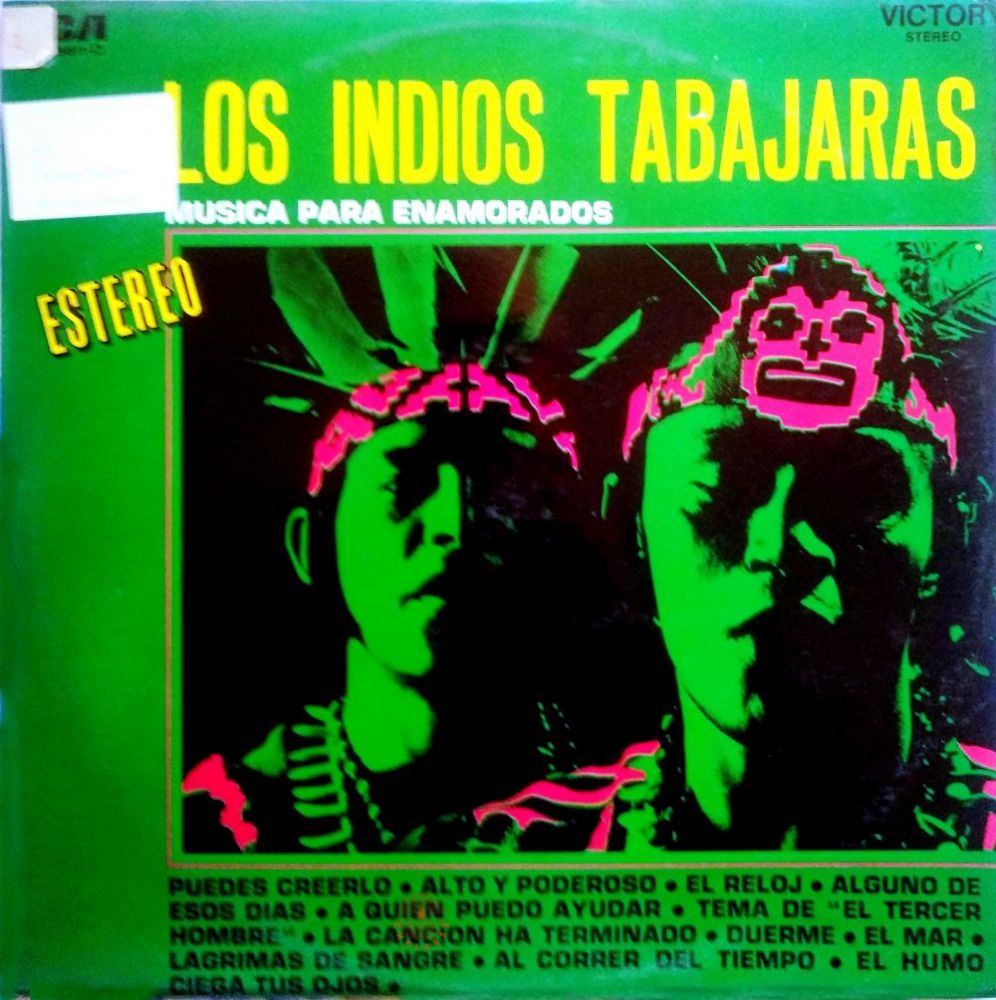 VICTOR
STEREO
LOS INDIOS TABAJARAS
MUSICA PARA ENAMORADOS
ESTEREO
PUEDES CREERLO • ALTO Y PODEROSO • EL RELOJ • ALGUNO DE
ESOS DIAS • A QUIEN PUEDO AYUDAR • TEMA DE "EL TERCER
HOMBRE" • LA CANCION HA TERMINADO • DUERME • EL MAR •
LAGRIMAS DE SANGRE • AL CORRER DEL TIEMPO • EL HUMO
CIEGA TUS OJOS •